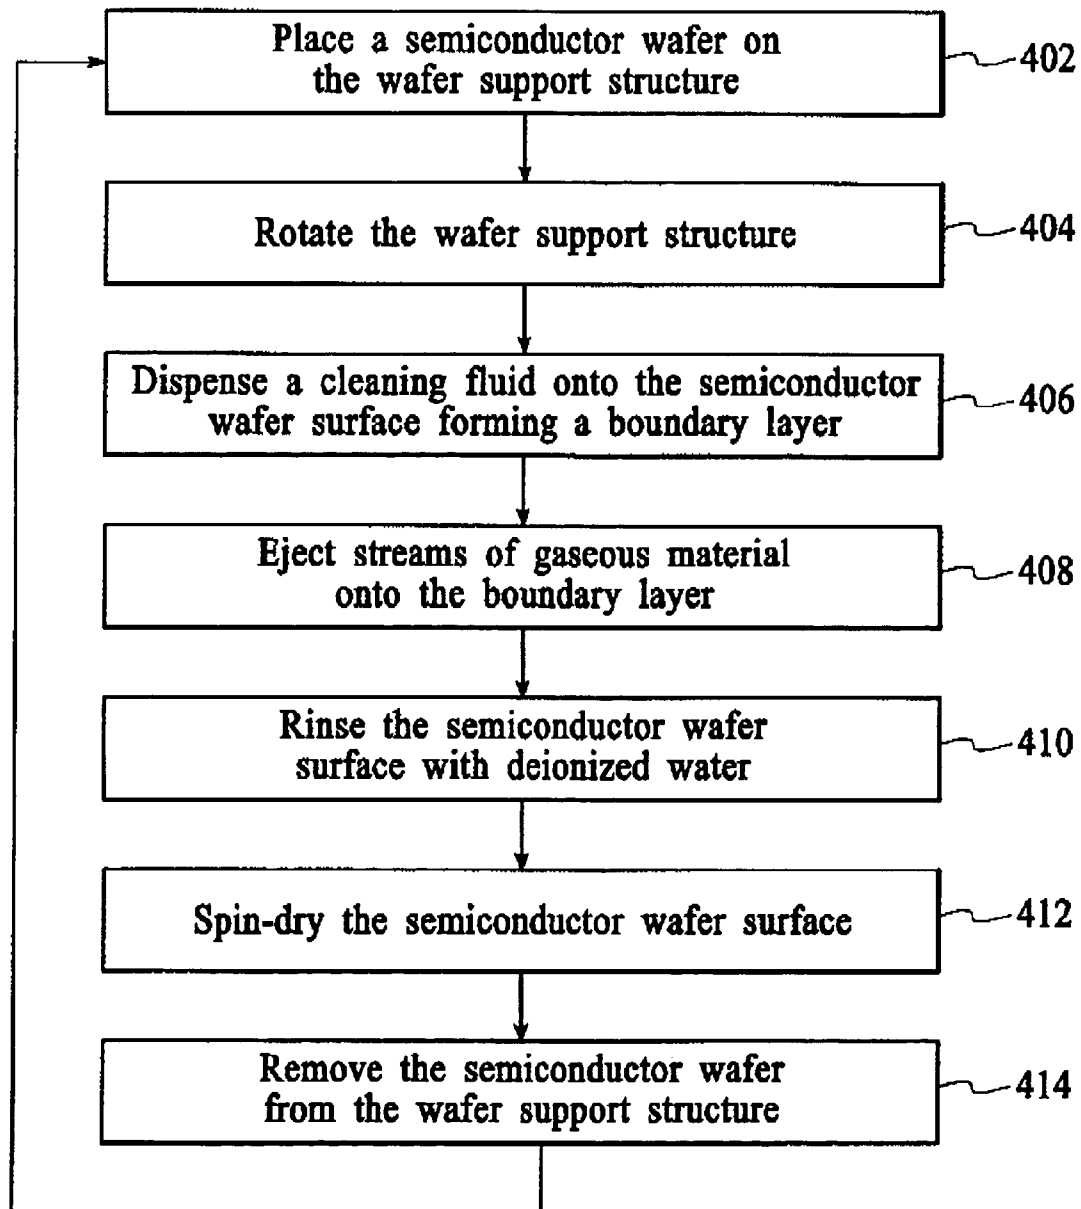 Place a semiconductor wafer on
the wafer support structure
402
Rotate the wafer support structure
404
Dispense a cleaning fluid onto the semiconductor
wafer surface forming a boundary layer
406
Eject streams of gaseous material
onto the boundary layer
408
Rinse the semiconductor wafer
surface with deionized water
410
Spin-dry the semiconductor wafer surface
412
Remove the semiconductor wafer
from the wafer support structure
414